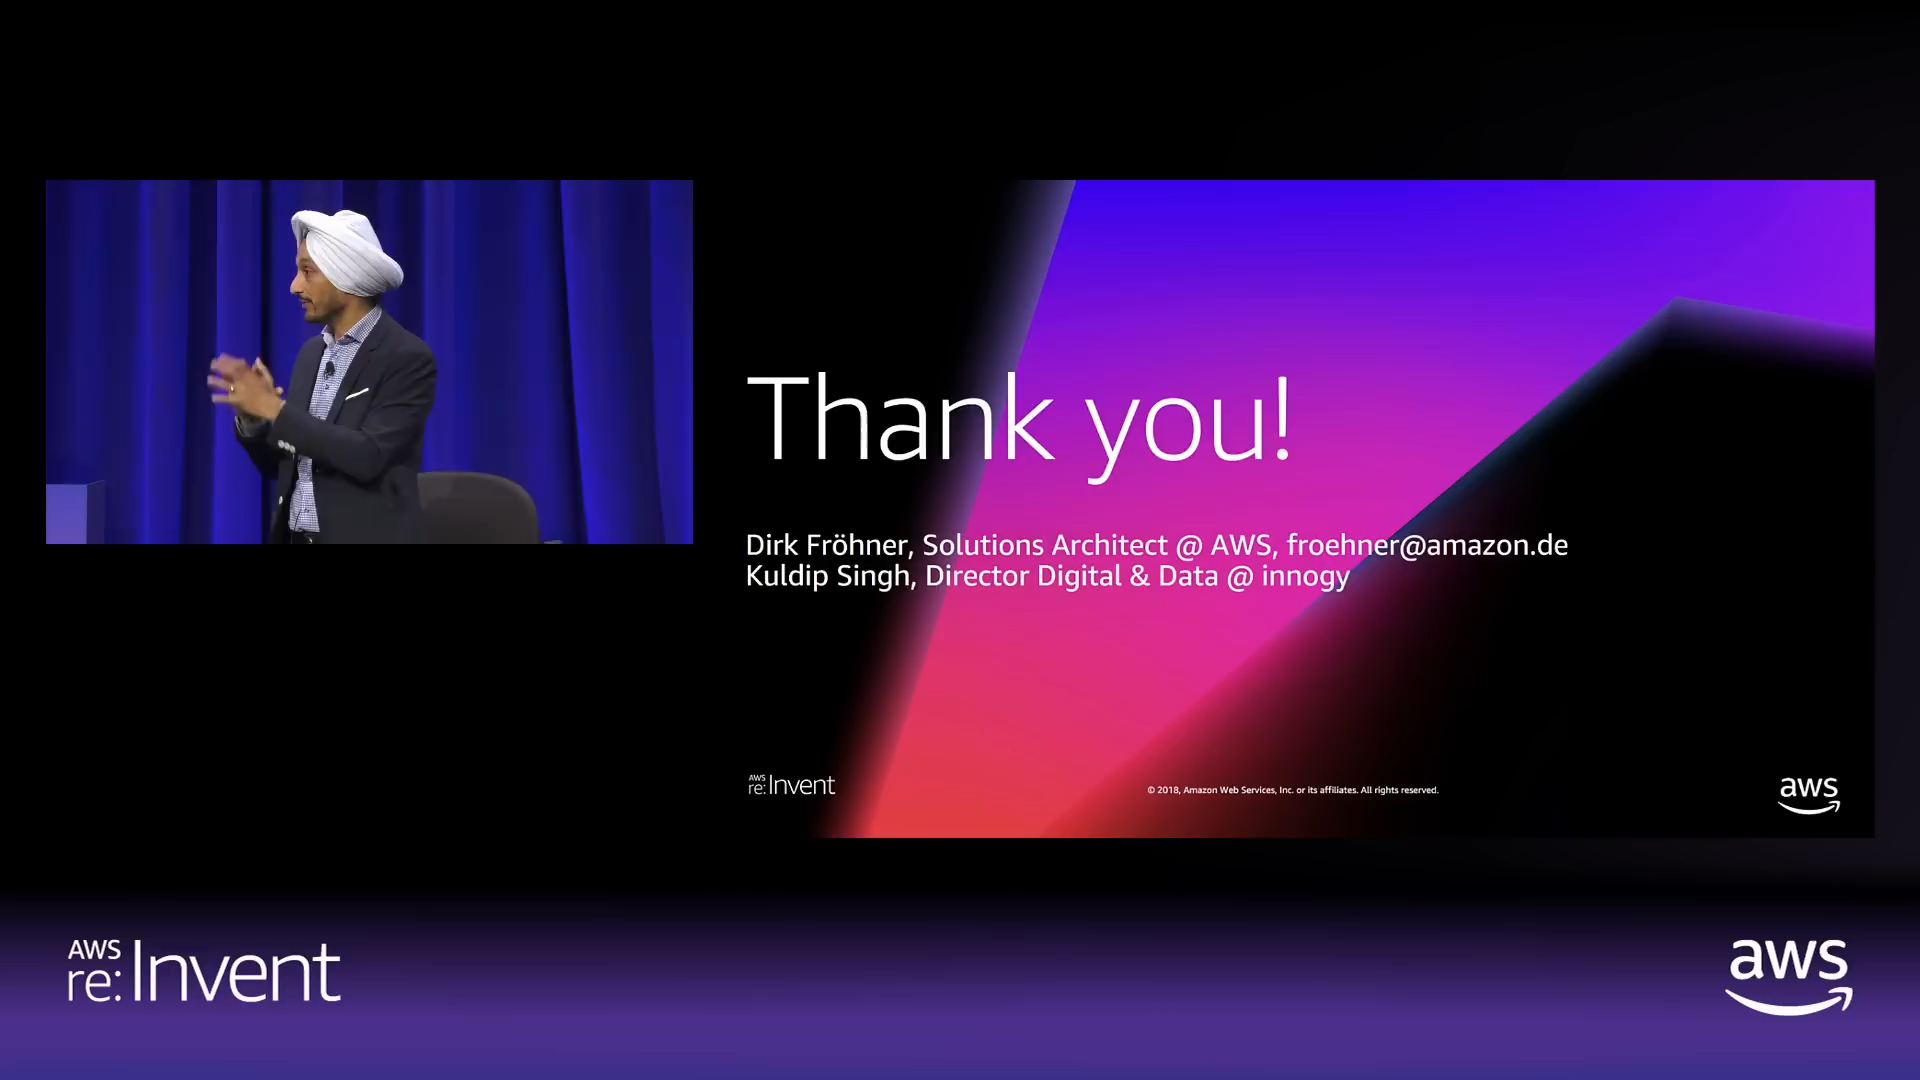 Thank you!
Dirk Fröhner, Solutions Architect @ AWS, froehner@amazon.de
Kuldip Singh, Director Digital & Data @ innogy
AWS
re:Invent
© 2018, Amazon Web Services, Inc. or its affiliates. All rights reserved.
aws
AWS
re:Invent
aws